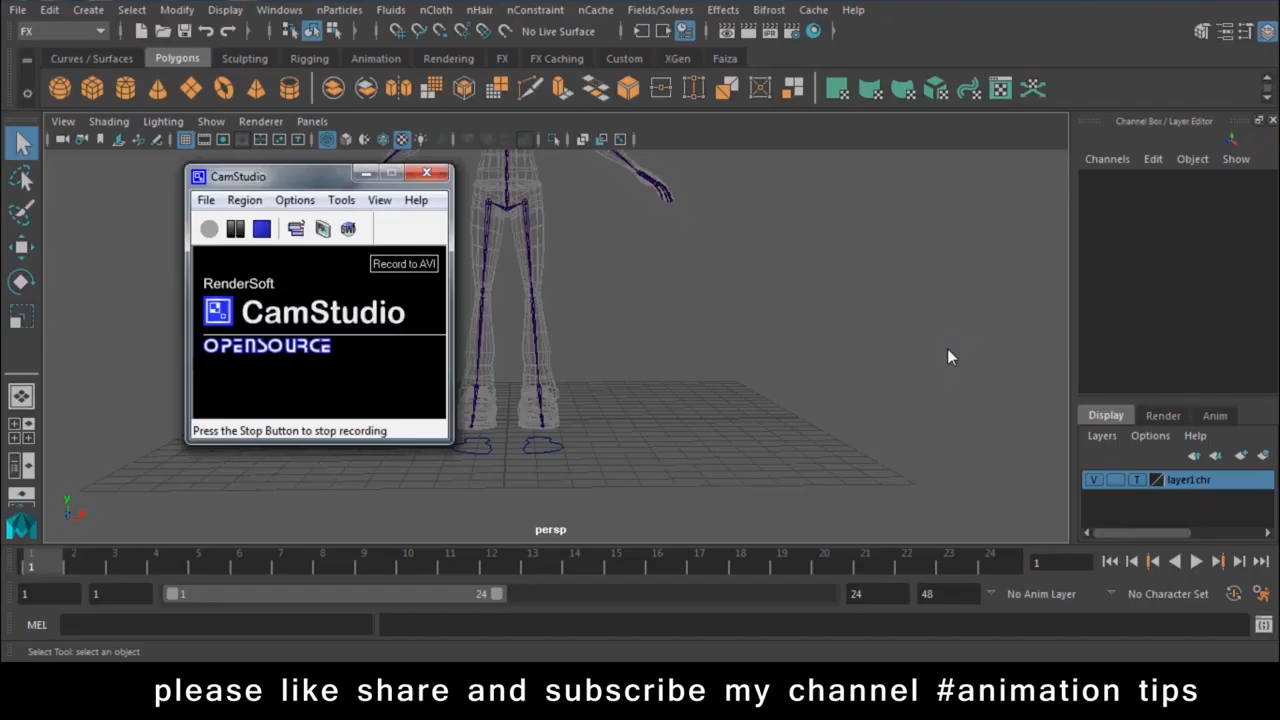 File Edit Create Select Modify Display Windows nParticles Fluids nCloth nHair nConstraint nCache Fields/Solvers Effects Bifrost Cache Help
FX No Live Surface
Curves / Surfaces Polygons Sculpting Rigging Animation Rendering FX FX Caching Custom XGen Faiza
View Shading Lighting Show Renderer Panels
Channel Box / Layer Editor
Channels Edit Object Show
CamStudio
File Region Options Tools View Help
Record to AVI
RenderSoft
CamStudio
OPENSOURCE
Press the Stop Button to stop recording
Display Render Anim
Layers Options Help
V T layer1chr
y
persp
1 2 3 4 5 6 7 8 9 10 11 12 13 14 15 16 17 18 19 20 21 22 23 24
1 1
1 1 1 24 24 48 No Anim Layer No Character Set
MEL
Select Tool: select an object
please like share and subscribe my channel #animation tips